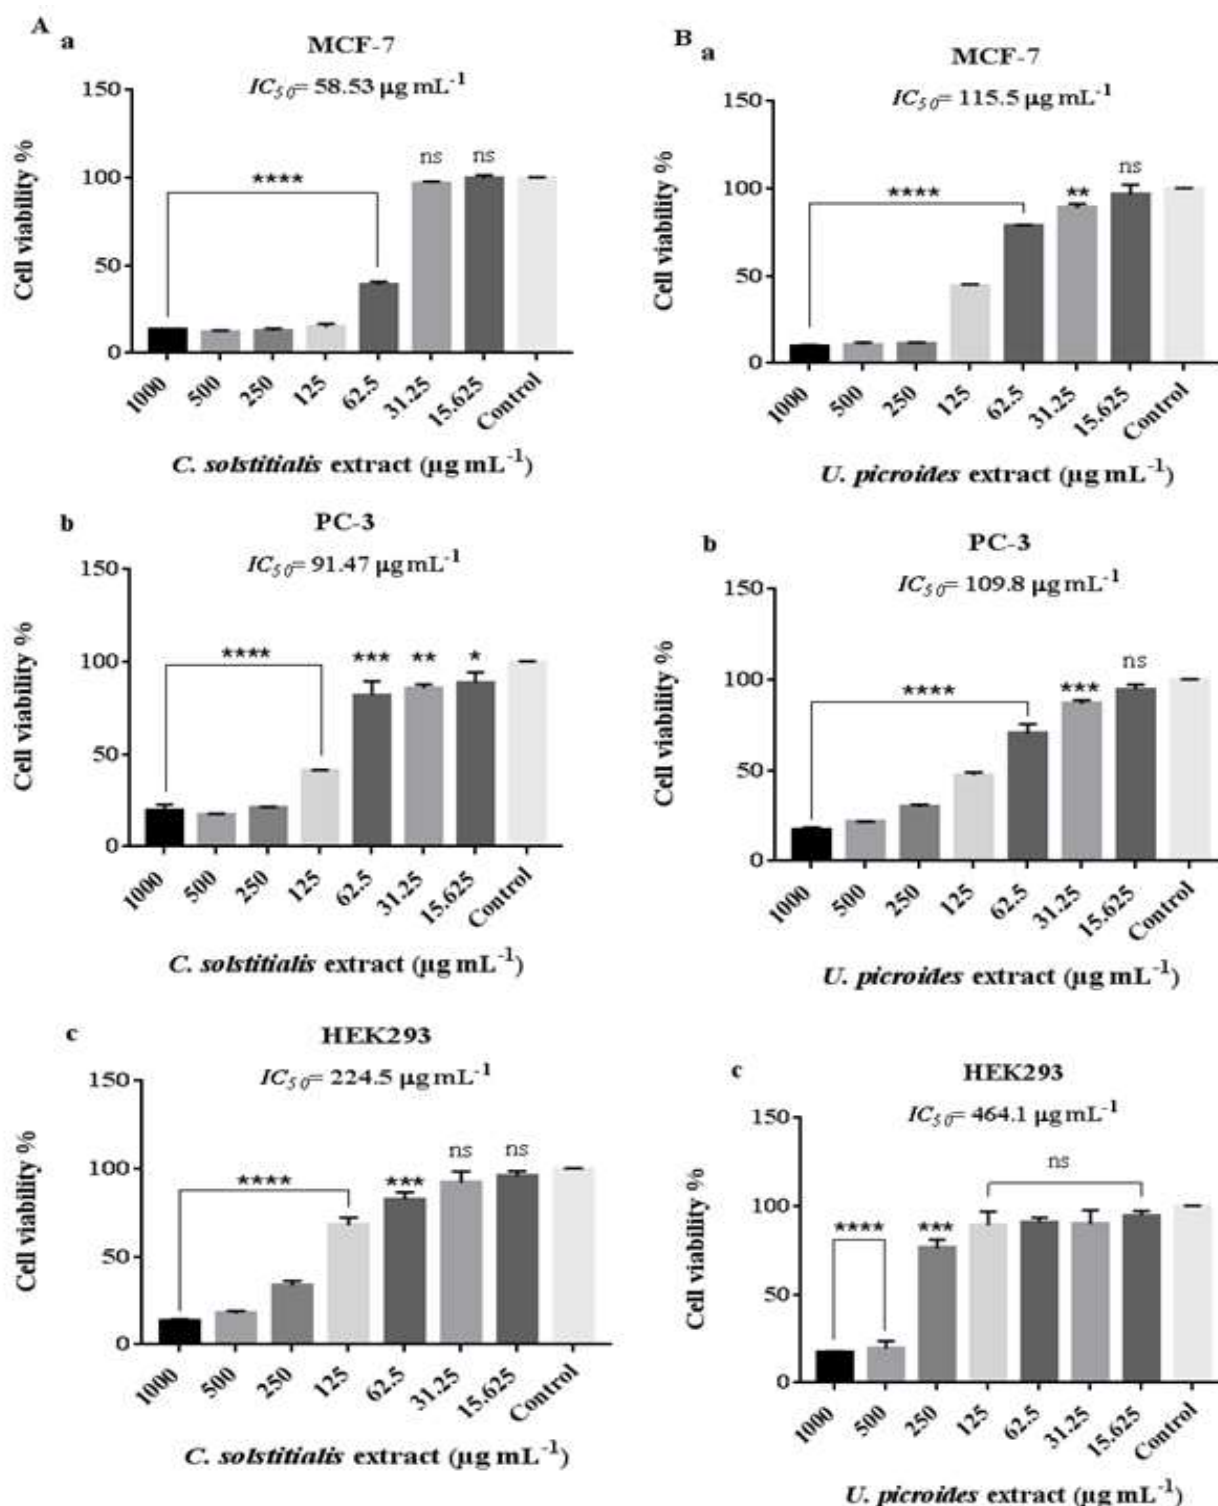 A
a
MCF-7
IC50= 58.53 µg mL-1
Cell viability %
150
100
50
0
****
ns
ns
1000
500
250
125
62.5
31.25
15.625
Control
C. solstitialis extract (µg mL-1)
b
PC-3
IC50= 91.47 µg mL-1
Cell viability %
150
100
50
0
****
***
**
*
1000
500
250
125
62.5
31.25
15.625
Control
C. solstitialis extract (µg mL-1)
c
HEK293
IC50= 224.5 µg mL-1
Cell viability %
150
100
50
0
****
***
ns
ns
1000
500
250
125
62.5
31.25
15.625
Control
C. solstitialis extract (µg mL-1)
B
a
MCF-7
IC50= 115.5 µg mL-1
Cell viability %
150
100
50
0
****
**
ns
1000
500
250
125
62.5
31.25
15.625
Control
U. picroides extract (µg mL-1)
b
PC-3
IC50= 109.8 µg mL-1
Cell viability %
150
100
50
0
****
***
ns
1000
500
250
125
62.5
31.25
15.625
Control
U. picroides extract (µg mL-1)
c
HEK293
IC50= 464.1 µg mL-1
Cell viability %
150
100
50
0
****
***
ns
1000
500
250
125
62.5
31.25
15.625
Control
U. picroides extract (µg mL-1)